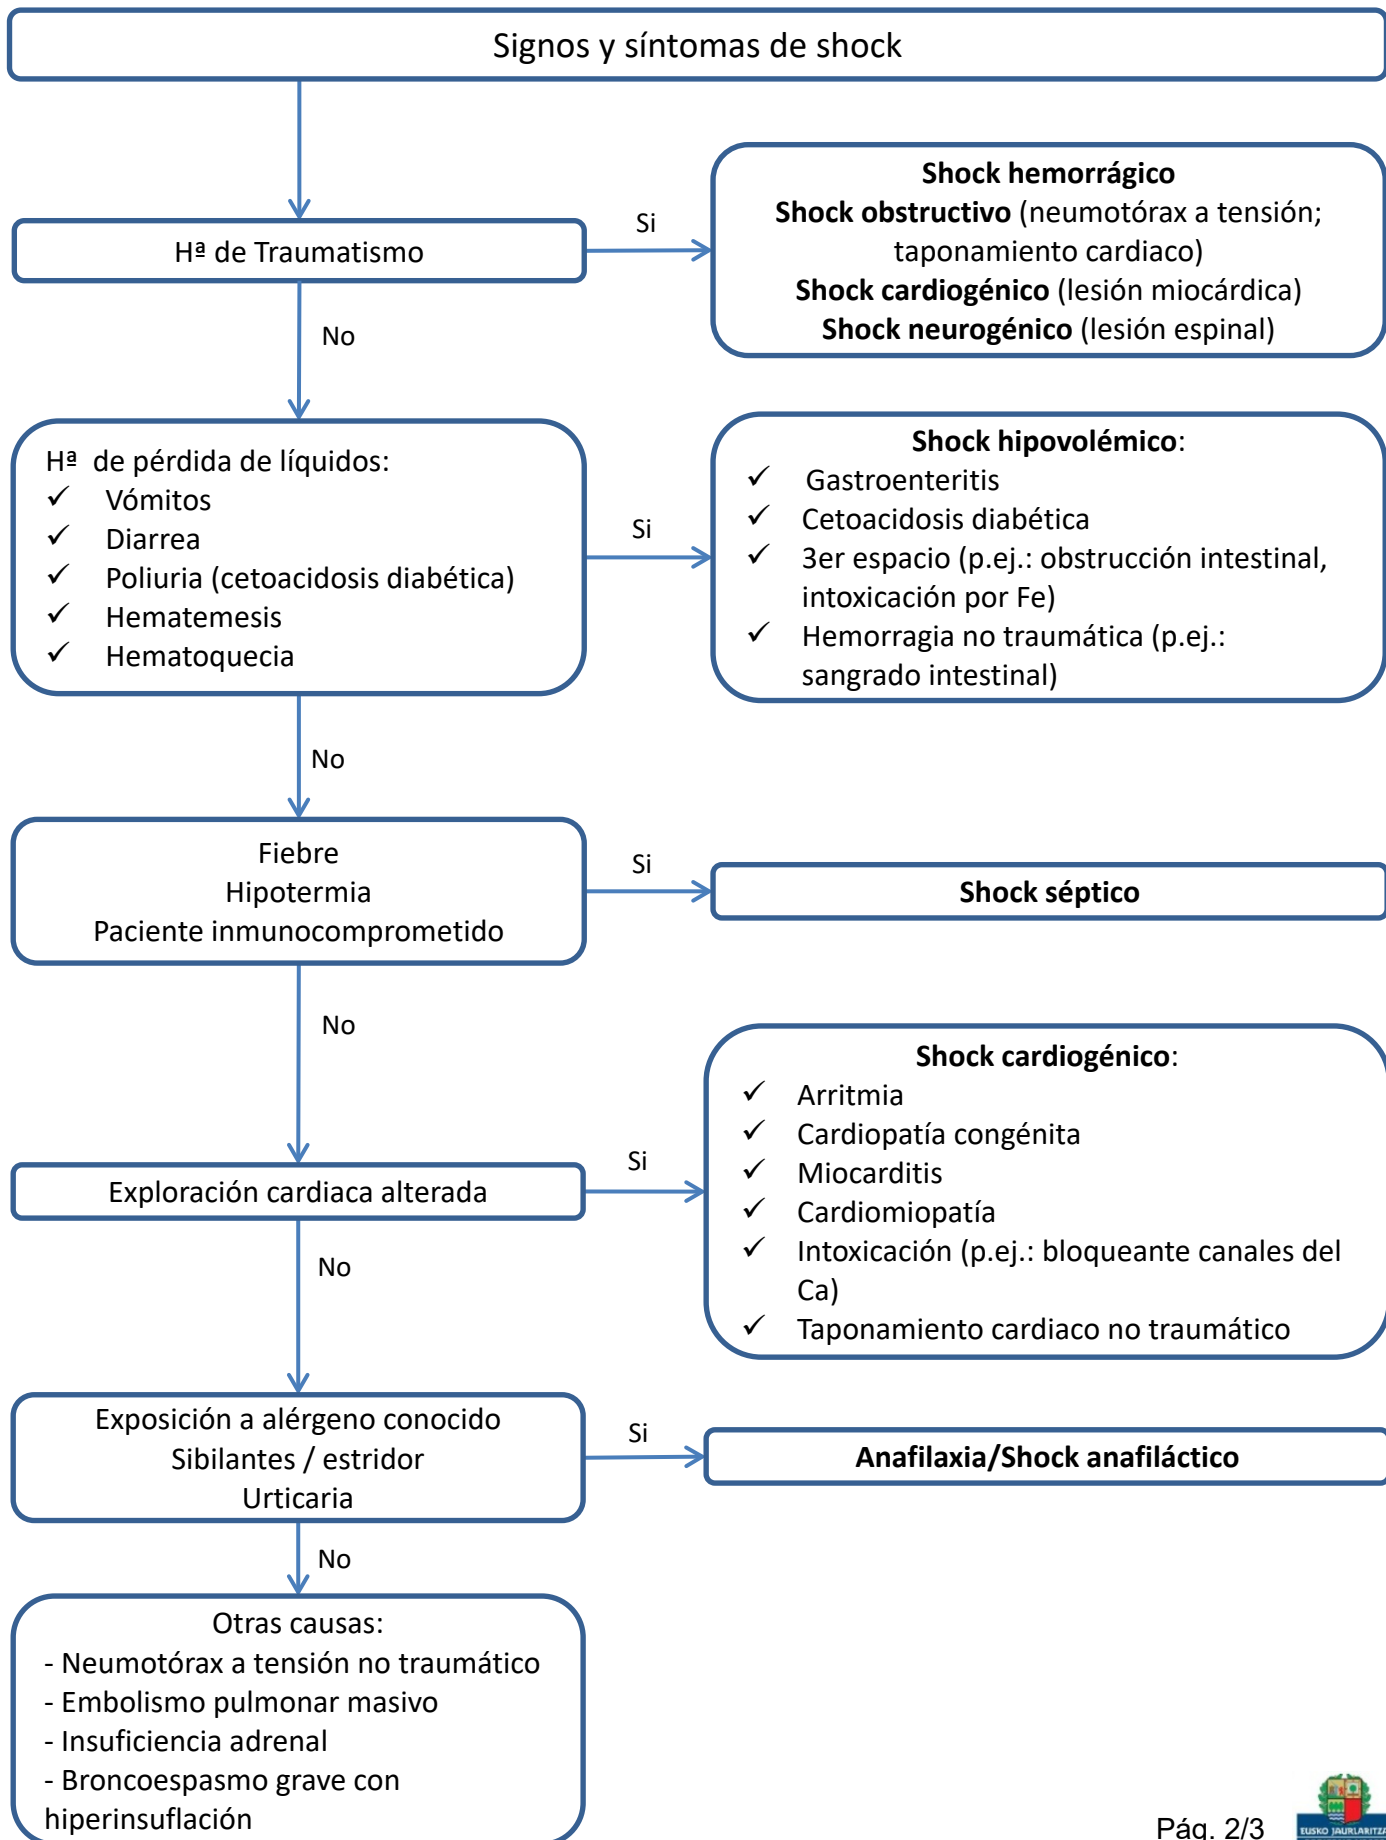 Signos y síntomas de shock
Hª de Traumatismo
Si
Shock hemorrágico
Shock obstructivo (neumotórax a tensión;
taponamiento cardiaco)
Shock cardiogénico (lesión miocárdica)
Shock neurogénico (lesión espinal)
No
Hª de pérdida de líquidos:
✓ Vómitos
✓ Diarrea
✓ Poliuria (cetoacidosis diabética)
✓ Hematemesis
✓ Hematoquecia
Si
Shock hipovolémico:
✓ Gastroenteritis
✓ Cetoacidosis diabética
✓ 3er espacio (p.ej.: obstrucción intestinal,
intoxicación por Fe)
✓ Hemorragia no traumática (p.ej.:
sangrado intestinal)
No
Fiebre
Hipotermia
Paciente inmunocomprometido
Si
Shock séptico
No
Exploración cardiaca alterada
Si
Shock cardiogénico:
✓ Arritmia
✓ Cardiopatía congénita
✓ Miocarditis
✓ Cardiomiopatía
✓ Intoxicación (p.ej.: bloqueante canales del
Ca)
✓ Taponamiento cardiaco no traumático
No
Exposición a alérgeno conocido
Sibilantes / estridor
Urticaria
Si
Anafilaxia/Shock anafiláctico
No
Otras causas:
- Neumotórax a tensión no traumático
- Embolismo pulmonar masivo
- Insuficiencia adrenal
- Broncoespasmo grave con
hiperinsuflación
Pág. 2/3
EUSKO JAURLARITZA